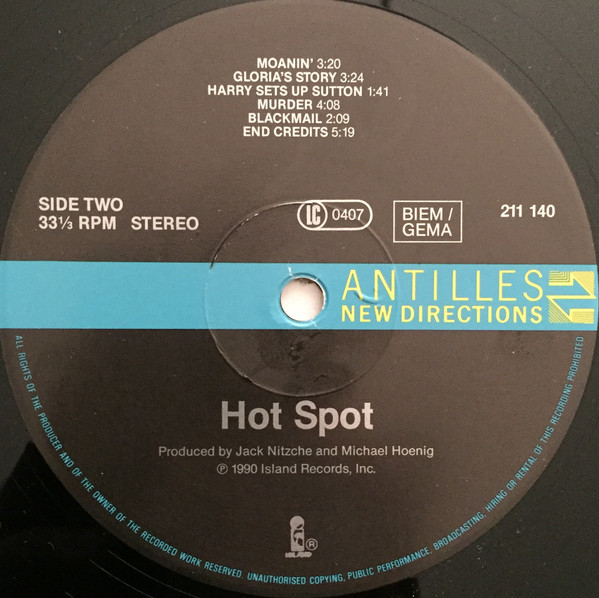 MOANIN' 3:20
GLORIA'S STORY 3:24
HARRY SETS UP SUTTON 1:41
MURDER 4:08
BLACKMAIL 2:09
END CREDITS 5:19
SIDE TWO
33⅓ RPM STEREO
LC 0407
BIEM /
GEMA
211 140
ANTILLES
NEW DIRECTIONS
Hot Spot
Produced by Jack Nitzche and Michael Hoenig
℗ 1990 Island Records, Inc.
ISLAND ®
ALL RIGHTS OF THE PRODUCER AND OF THE OWNER OF THE RECORDED WORK RESERVED. UNAUTHORISED COPYING, PUBLIC PERFORMANCE, BROADCASTING, HIRING OR RENTAL OF THIS RECORDING PROHIBITED